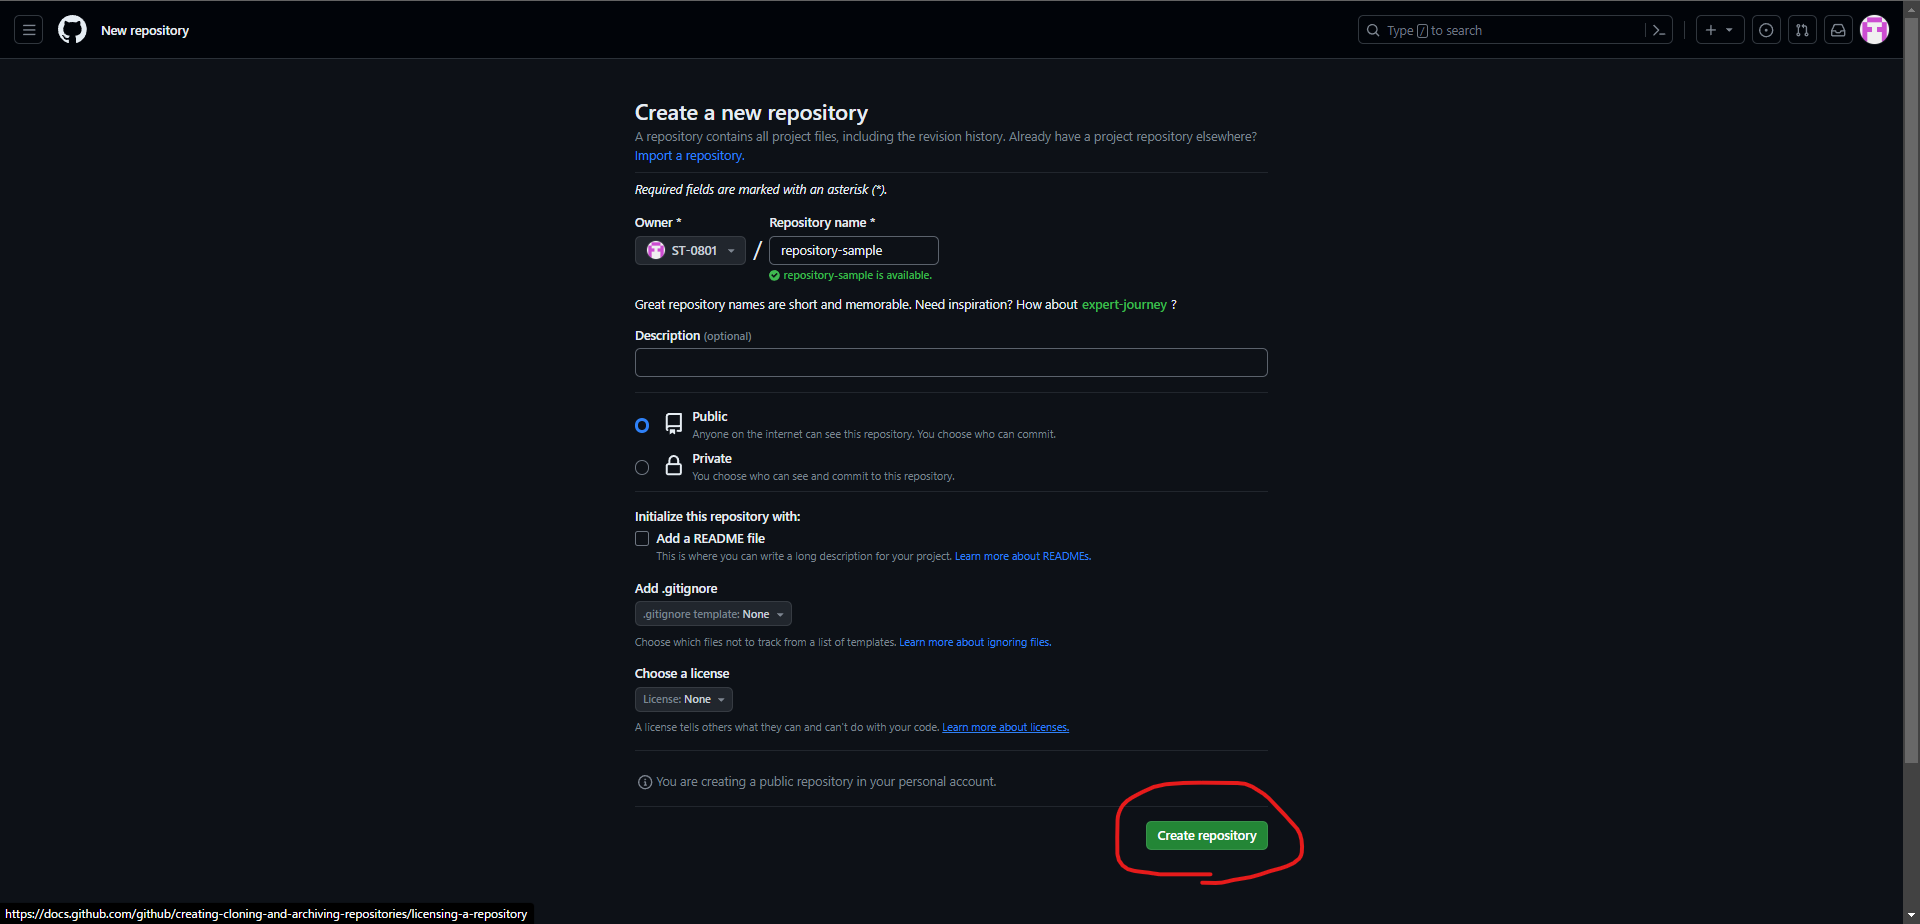 New repository
Type / to search
Create a new repository
A repository contains all project files, including the revision history. Already have a project repository elsewhere?
Import a repository.
Required fields are marked with an asterisk (*).
Owner * Repository name *
ST-0801 / repository-sample
repository-sample is available.
Great repository names are short and memorable. Need inspiration? How about expert-journey ?
Description (optional)
Public
Anyone on the internet can see this repository. You choose who can commit.
Private
You choose who can see and commit to this repository.
Initialize this repository with:
Add a README file
This is where you can write a long description for your project. Learn more about READMEs.
Add .gitignore
.gitignore template: None
Choose which files not to track from a list of templates. Learn more about ignoring files.
Choose a license
License: None
A license tells others what they can and can't do with your code. Learn more about licenses.
You are creating a public repository in your personal account.
Create repository
https://docs.github.com/github/creating-cloning-and-archiving-repositories/licensing-a-repository